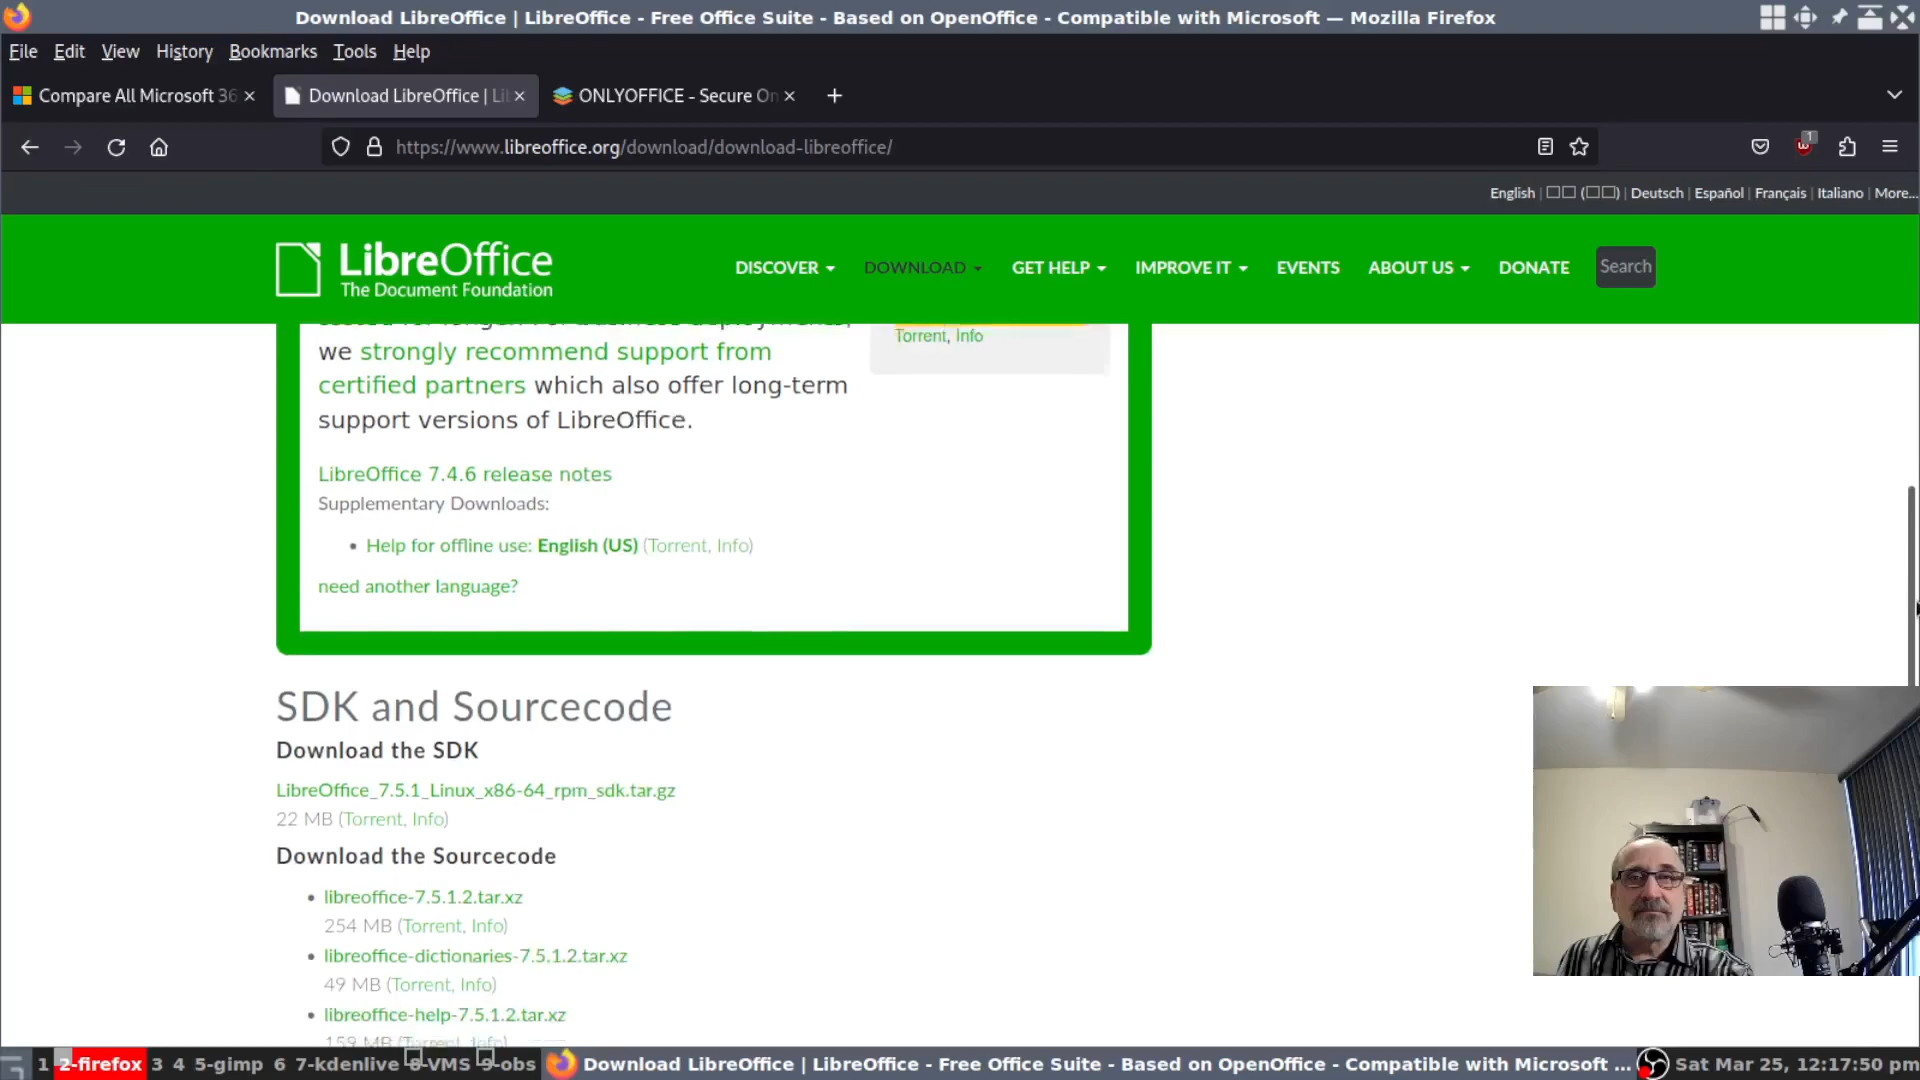 Download LibreOffice | LibreOffice - Free Office Suite - Based on OpenOffice - Compatible with Microsoft — Mozilla Firefox
File Edit View History Bookmarks Tools Help
Compare All Microsoft 36
Download LibreOffice | Li
ONLYOFFICE - Secure On
https://www.libreoffice.org/download/download-libreoffice/
1
English | □□ (□□) | Deutsch | Español | Français | Italiano | More...
LibreOffice
The Document Foundation
DISCOVER DOWNLOAD GET HELP IMPROVE IT EVENTS ABOUT US DONATE Search
Torrent, Info
we strongly recommend support from
certified partners which also offer long-term
support versions of LibreOffice.
LibreOffice 7.4.6 release notes
Supplementary Downloads:
• Help for offline use: English (US) (Torrent, Info)
need another language?
SDK and Sourcecode
Download the SDK
LibreOffice_7.5.1_Linux_x86-64_rpm_sdk.tar.gz
22 MB (Torrent, Info)
Download the Sourcecode
• libreoffice-7.5.1.2.tar.xz
254 MB (Torrent, Info)
• libreoffice-dictionaries-7.5.1.2.tar.xz
49 MB (Torrent, Info)
• libreoffice-help-7.5.1.2.tar.xz
159 MB (Torrent, Info)
1 2-firefox 3 4 5-gimp 6 7-kdenlive 8-VMS 9-obs Download LibreOffice | LibreOffice - Free Office Suite - Based on OpenOffice - Compatible with Microsoft ... Sat Mar 25, 12:17:50 pm